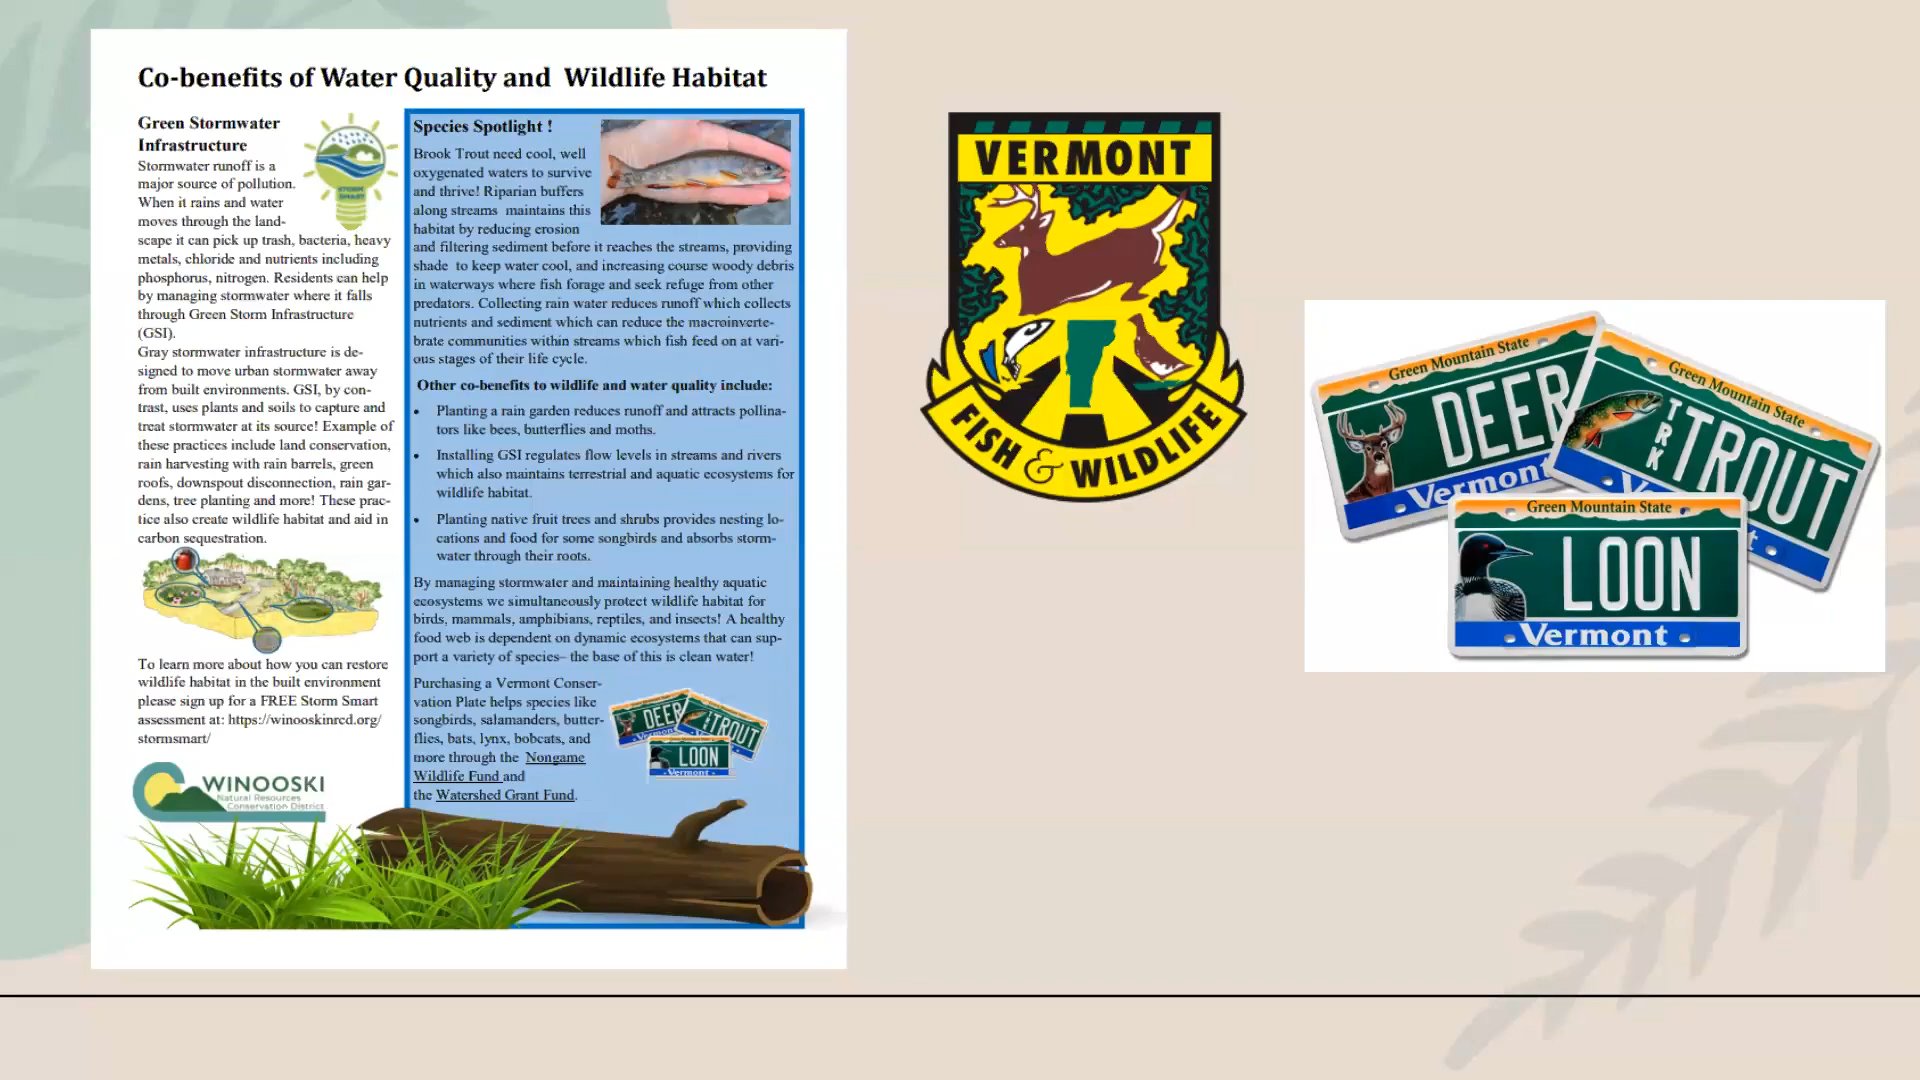 Co-benefits of Water Quality and Wildlife Habitat
Green Stormwater
Infrastructure
Stormwater runoff is a
major source of pollution.
When it rains and water
moves through the land-
scape it can pick up trash, bacteria, heavy
metals, chloride and nutrients including
phosphorus, nitrogen. Residents can help
by managing stormwater where it falls
through Green Storm Infrastructure
(GSI).
Gray stormwater infrastructure is de-
signed to move urban stormwater away
from built environments. GSI, by con-
trast, uses plants and soils to capture and
treat stormwater at its source! Example of
these practices include land conservation,
rain harvesting with rain barrels, green
roofs, downspout disconnection, rain gar-
dens, tree planting and more! These prac-
tice also create wildlife habitat and aid in
carbon sequestration.
STORM
SMART
To learn more about how you can restore
wildlife habitat in the built environment
please sign up for a FREE Storm Smart
assessment at: https://winooskinrcd.org/
stormsmart/
WINOOSKI
Natural Resources
Conservation District
Species Spotlight !
Brook Trout need cool, well
oxygenated waters to survive
and thrive! Riparian buffers
along streams maintains this
habitat by reducing erosion
and filtering sediment before it reaches the streams, providing
shade to keep water cool, and increasing course woody debris
in waterways where fish forage and seek refuge from other
predators. Collecting rain water reduces runoff which collects
nutrients and sediment which can reduce the macroinverte-
brate communities within streams which fish feed on at vari-
ous stages of their life cycle.
Other co-benefits to wildlife and water quality include:
• Planting a rain garden reduces runoff and attracts pollina-
tors like bees, butterflies and moths.
• Installing GSI regulates flow levels in streams and rivers
which also maintains terrestrial and aquatic ecosystems for
wildlife habitat.
• Planting native fruit trees and shrubs provides nesting lo-
cations and food for some songbirds and absorbs storm-
water through their roots.
By managing stormwater and maintaining healthy aquatic
ecosystems we simultaneously protect wildlife habitat for
birds, mammals, amphibians, reptiles, and insects! A healthy
food web is dependent on dynamic ecosystems that can sup-
port a variety of species– the base of this is clean water!
Purchasing a Vermont Conser-
vation Plate helps species like
songbirds, salamanders, butter-
flies, bats, lynx, bobcats, and
more through the Nongame
Wildlife Fund and
the Watershed Grant Fund.
DEER
TRK TROUT
LOON
Vermont
VERMONT
FISH & WILDLIFE
Green Mountain State
DEER
Vermont
Green Mountain State
TRK TROUT
Green Mountain State
LOON
Vermont